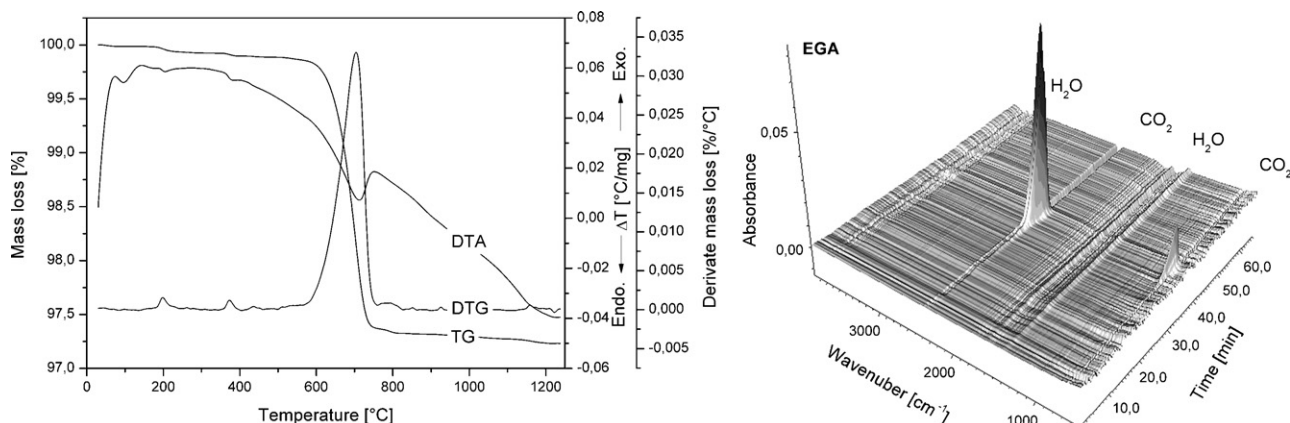 100,0
99,5
99,0
98,5
98,0
97,5
97,0
Mass loss [%]
0
200
400
600
800
1000
1200
Temperature [°C]
DTA
DTG
TG
0,08
0,06
0,04
0,02
0,00
-0,02
-0,04
-0,06
Endo. ΔT [°C/mg] Exo.
0,035
0,030
0,025
0,020
0,015
0,010
0,005
0,000
-0,005
Derivate mass loss [%/°C]
EGA
H₂O
CO₂
H₂O
CO₂
0,05
0,00
Absorbance
3000
2000
1000
Wavenuber [cm⁻¹]
10,0
20,0
30,0
40,0
50,0
60,0
Time [min]